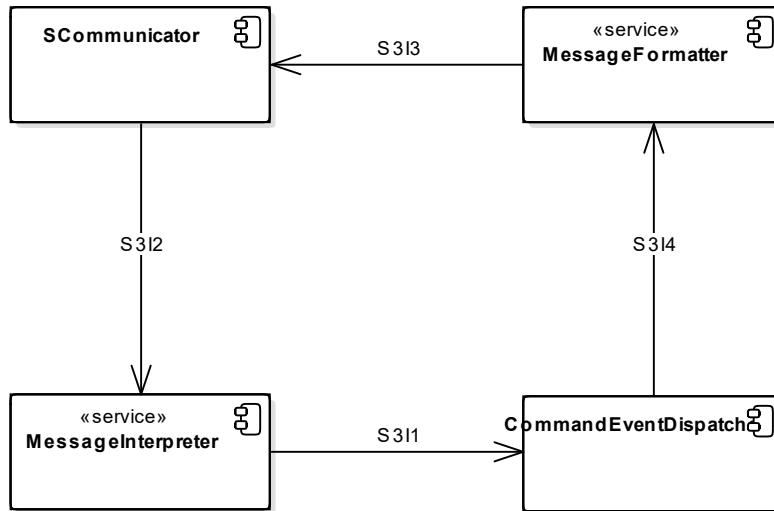 SCommunicator
S3I3
«service»
MessageFormatter
S3I2
S3I4
«service»
MessageInterpreter
S3I1
CommandEventDispatch